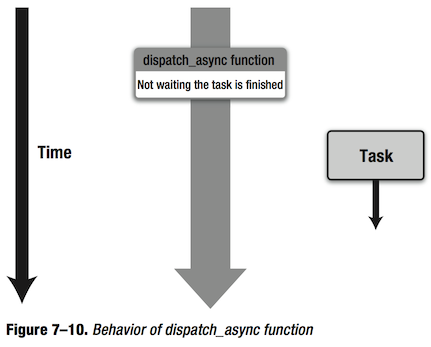 dispatch_async function
Not waiting the task is finished
Time
Task
Figure 7–10. Behavior of dispatch_async function